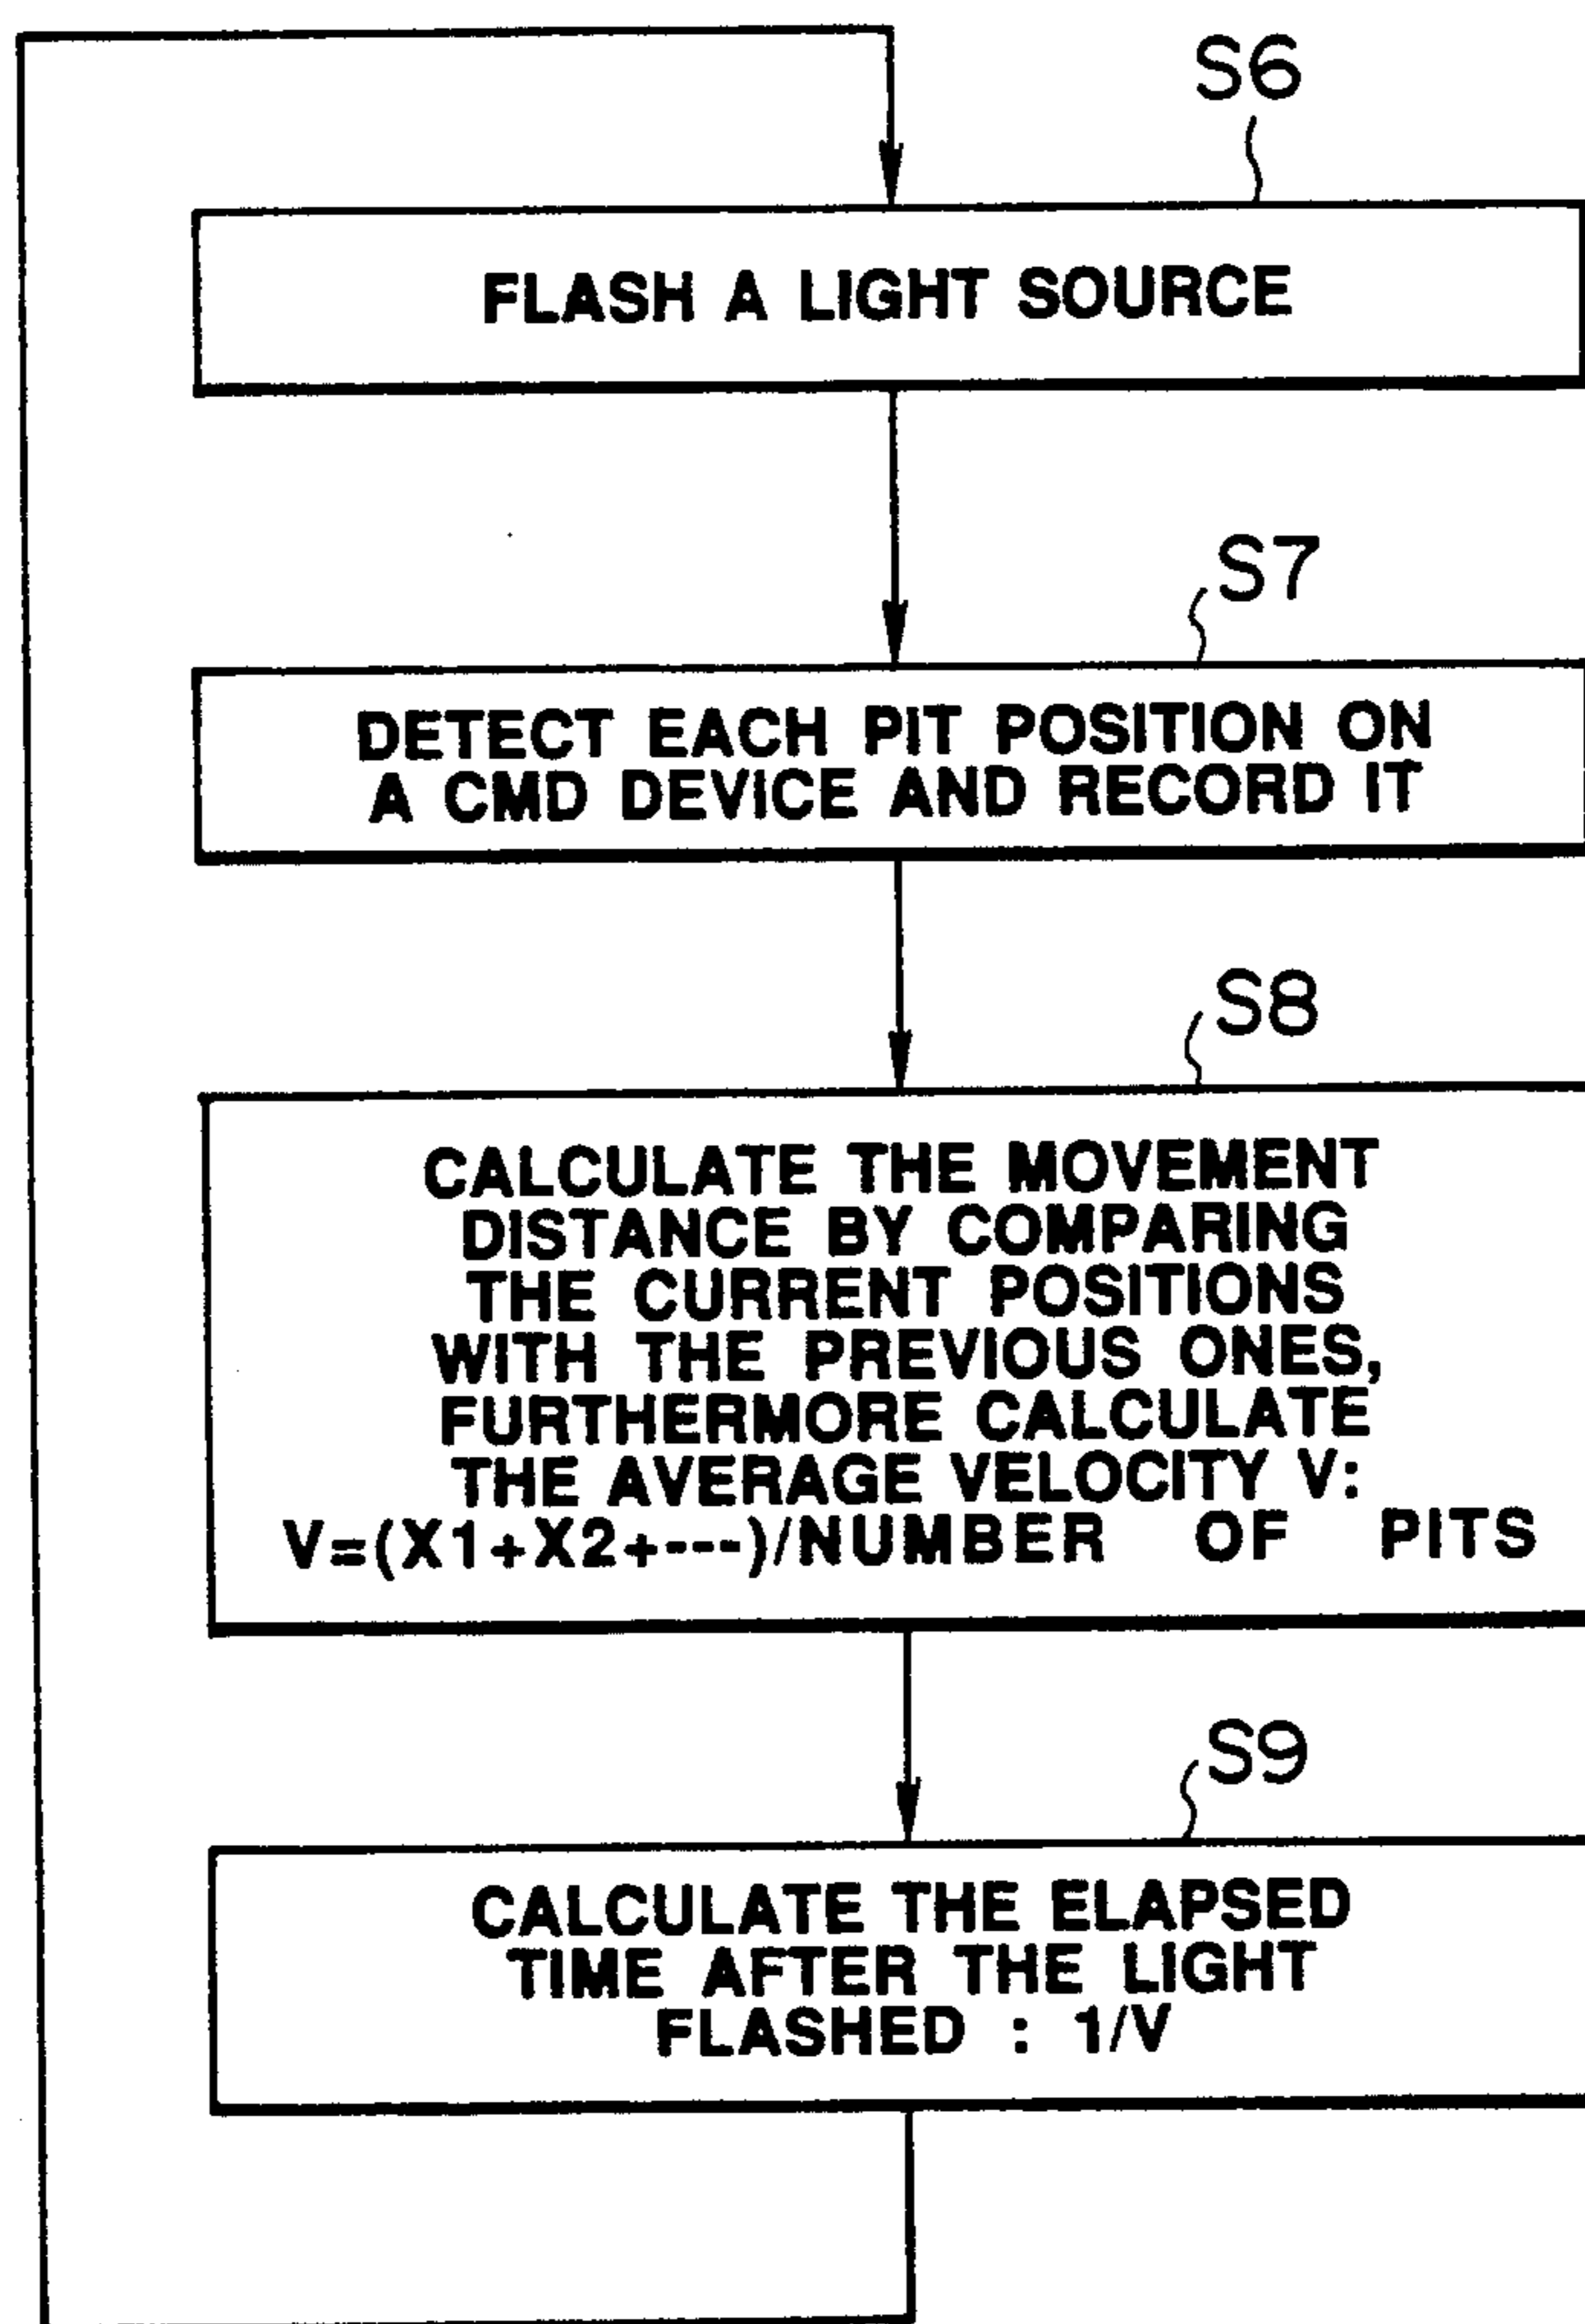 S6
FLASH A LIGHT SOURCE
S7
DETECT EACH PIT POSITION ON
A CMD DEVICE AND RECORD IT
S8
CALCULATE THE MOVEMENT
DISTANCE BY COMPARING
THE CURRENT POSITIONS
WITH THE PREVIOUS ONES,
FURTHERMORE CALCULATE
THE AVERAGE VELOCITY V:
V=(X1+X2+---)/NUMBER OF PITS
S9
CALCULATE THE ELAPSED
TIME AFTER THE LIGHT
FLASHED : 1/V